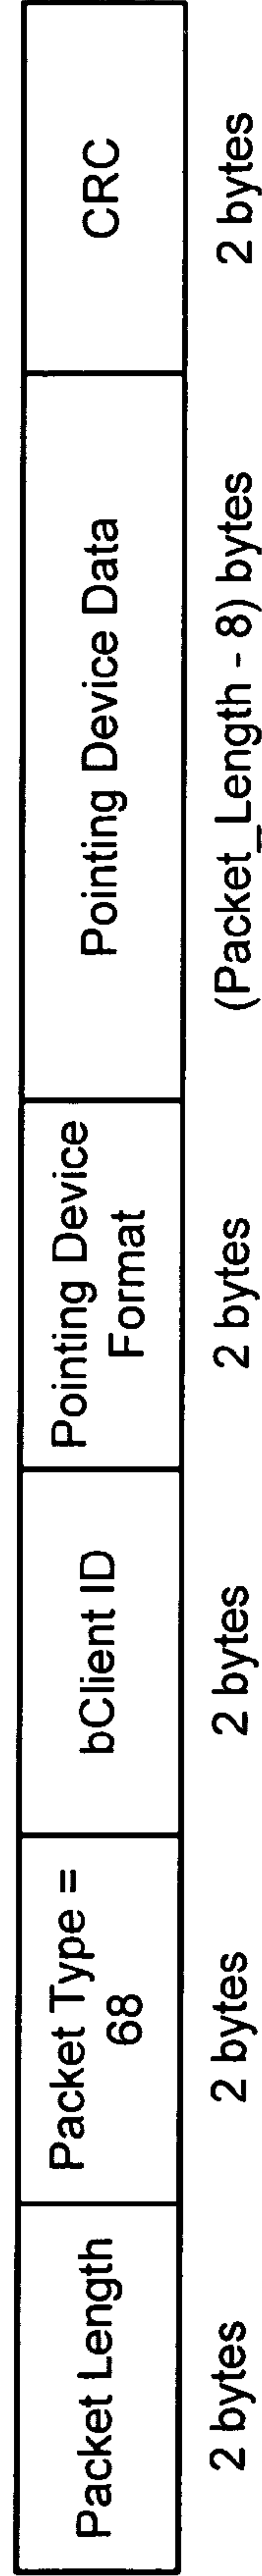 Packet Length
Packet Type =
68
bClient ID
Pointing Device
Format
Pointing Device Data
CRC
2 bytes
2 bytes
2 bytes
2 bytes
(Packet_Length - 8) bytes
2 bytes